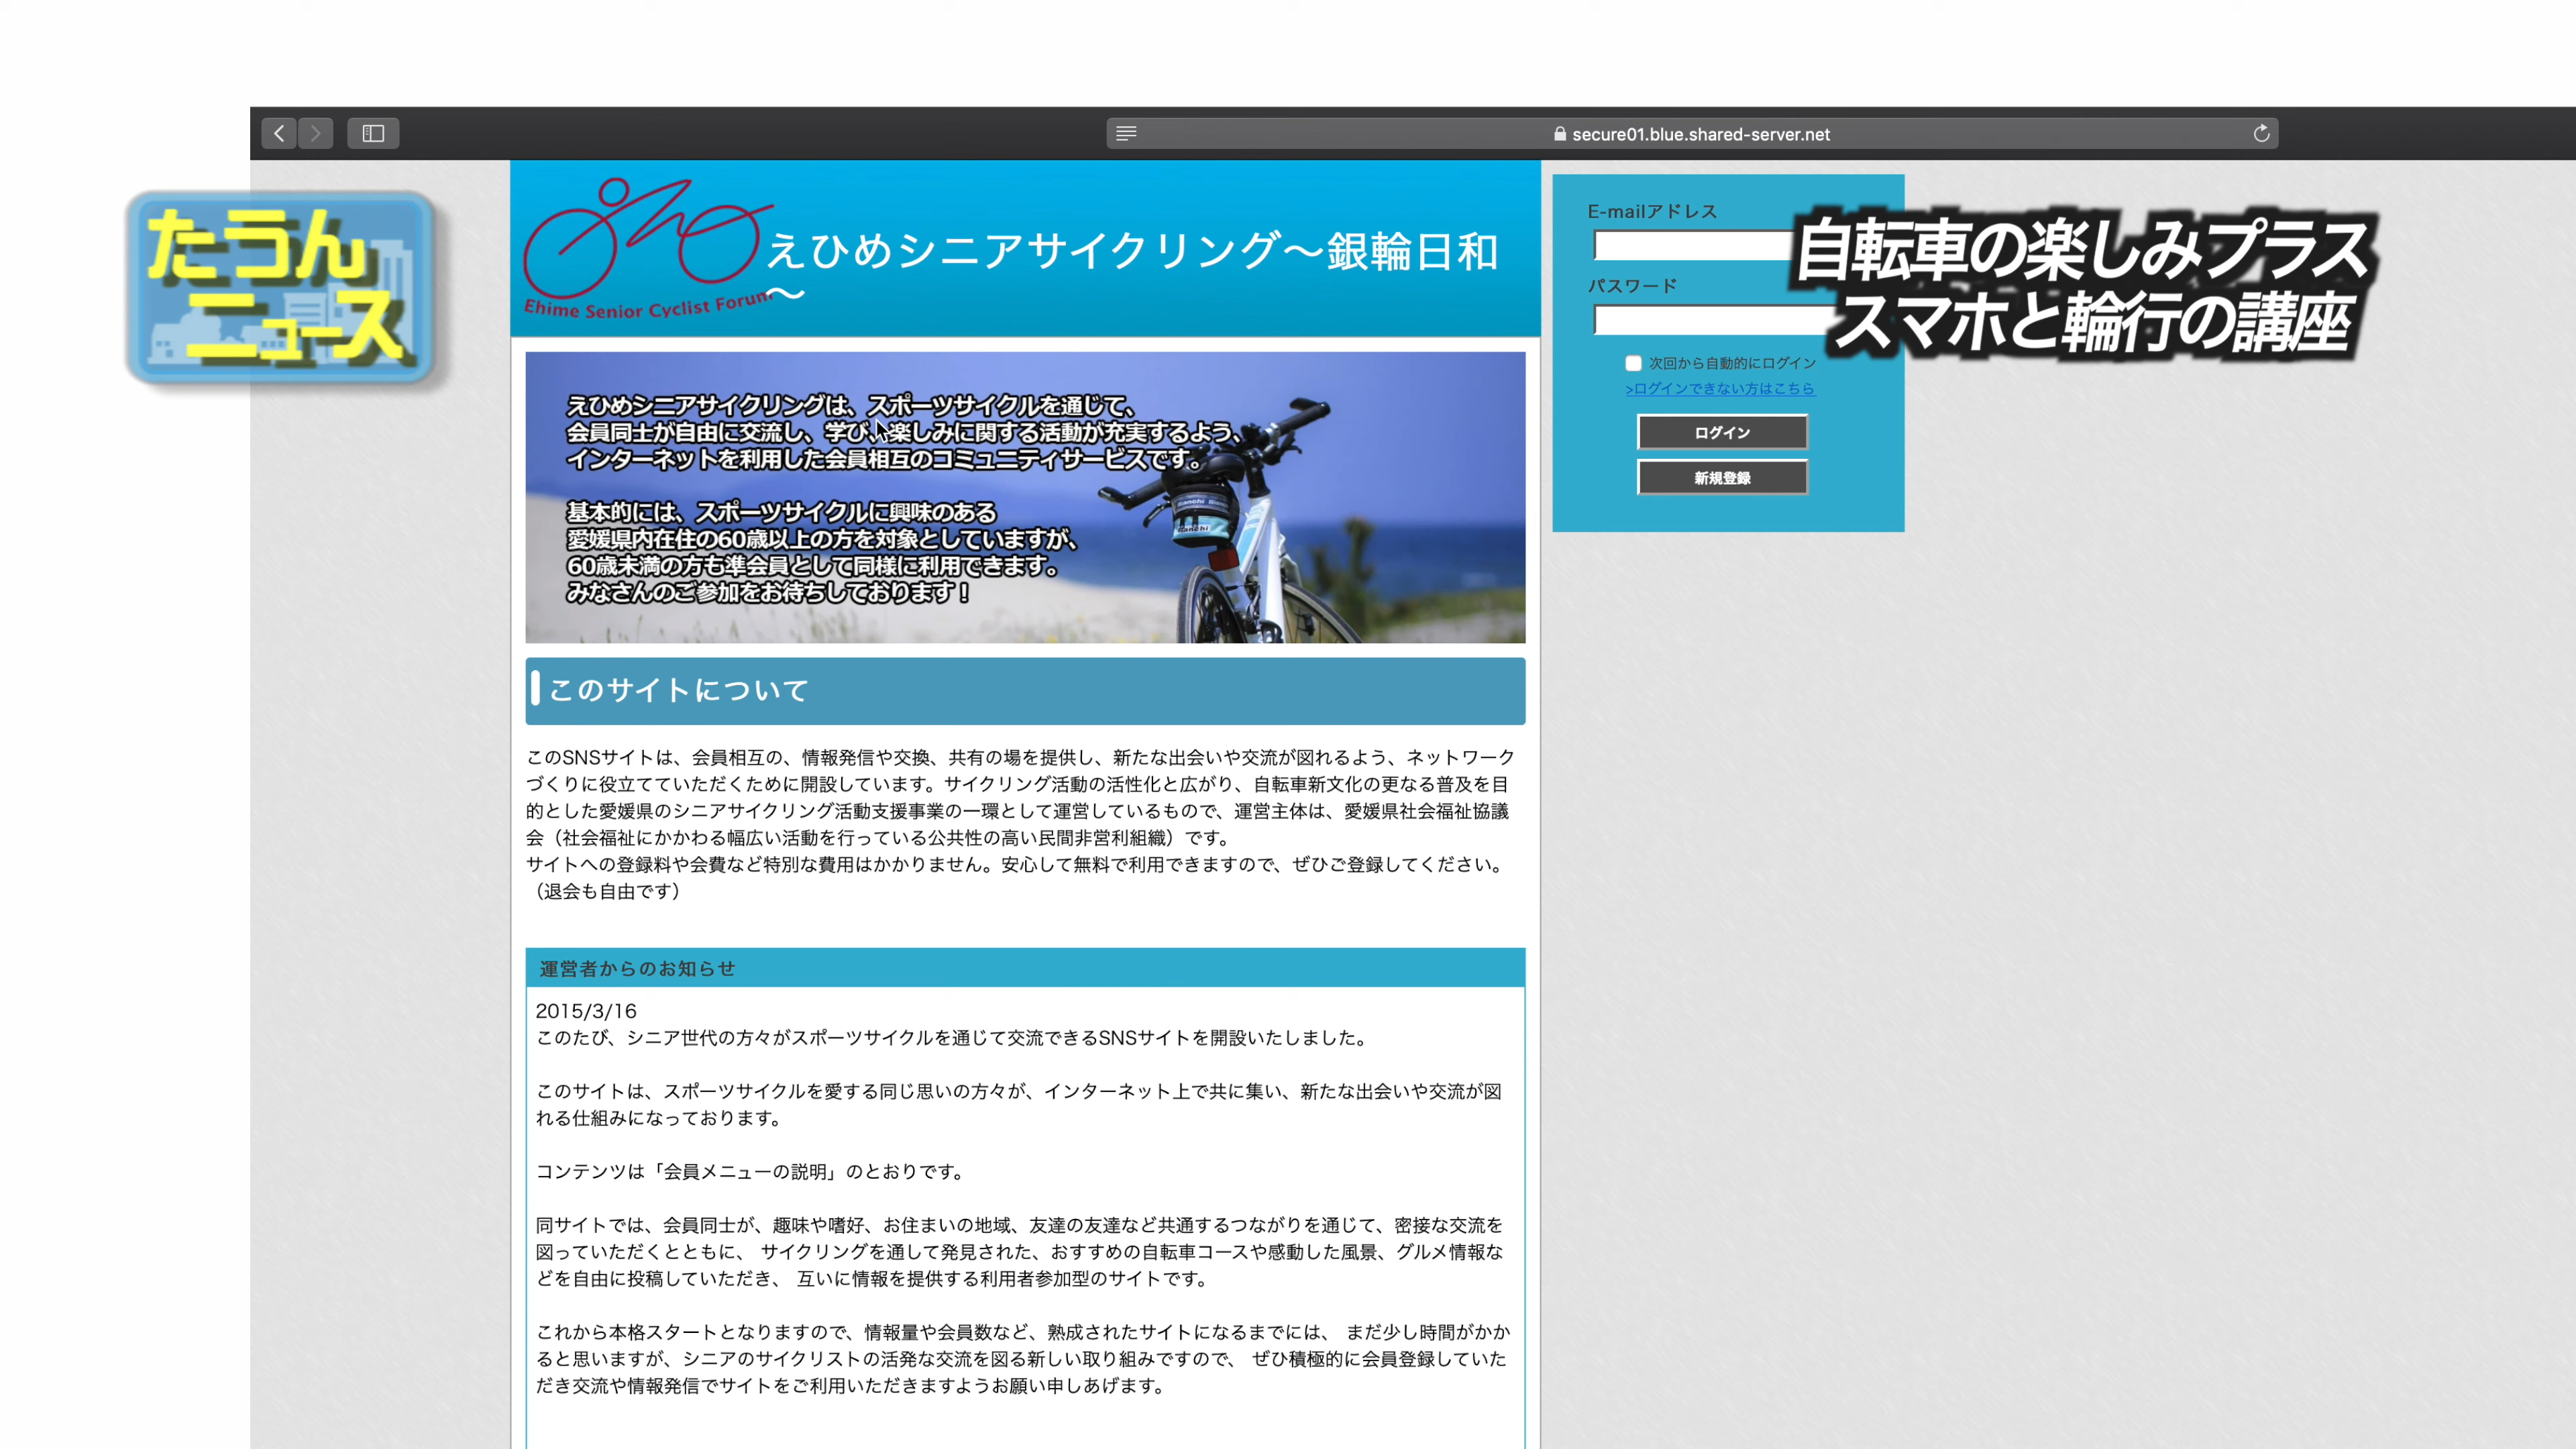 secure01.blue.shared-server.net
たうん
ニュース
自転車の楽しみプラス
スマホと輪行の講座
えひめシニアサイクリング～銀輪日和
～
Ehime Senior Cyclist Forum
E-mailアドレス
パスワード
次回から自動的にログイン
>ログインできない方はこちら
ログイン
新規登録
えひめシニアサイクリングは、スポーツサイクルを通じて、
会員同士が自由に交流し、学び、楽しみに関する活動が充実するよう、
インターネットを利用した会員相互のコミュニティサービスです。
基本的には、スポーツサイクルに興味のある
愛媛県内在住の60歳以上の方を対象としていますが、
60歳未満の方も準会員として同様に利用できます。
みなさんのご参加をお待ちしております！
Bianchi
このサイトについて
このSNSサイトは、会員相互の、情報発信や交換、共有の場を提供し、新たな出会いや交流が図れるよう、ネットワーク
づくりに役立てていただくために開設しています。サイクリング活動の活性化と広がり、自転車新文化の更なる普及を目
的とした愛媛県のシニアサイクリング活動支援事業の一環として運営しているもので、運営主体は、愛媛県社会福祉協議
会（社会福祉にかかわる幅広い活動を行っている公共性の高い民間非営利組織）です。
サイトへの登録料や会費など特別な費用はかかりません。安心して無料で利用できますので、ぜひご登録してください。
（退会も自由です）
運営者からのお知らせ
2015/3/16
このたび、シニア世代の方々がスポーツサイクルを通じて交流できるSNSサイトを開設いたしました。
このサイトは、スポーツサイクルを愛する同じ思いの方々が、インターネット上で共に集い、新たな出会いや交流が図
れる仕組みになっております。
コンテンツは「会員メニューの説明」のとおりです。
同サイトでは、会員同士が、趣味や嗜好、お住まいの地域、友達の友達など共通するつながりを通じて、密接な交流を
図っていただくとともに、 サイクリングを通して発見された、おすすめの自転車コースや感動した風景、グルメ情報な
どを自由に投稿していただき、 互いに情報を提供する利用者参加型のサイトです。
これから本格スタートとなりますので、情報量や会員数など、熟成されたサイトになるまでには、 まだ少し時間がかか
ると思いますが、シニアのサイクリストの活発な交流を図る新しい取り組みですので、 ぜひ積極的に会員登録していた
だき交流や情報発信でサイトをご利用いただきますようお願い申しあげます。